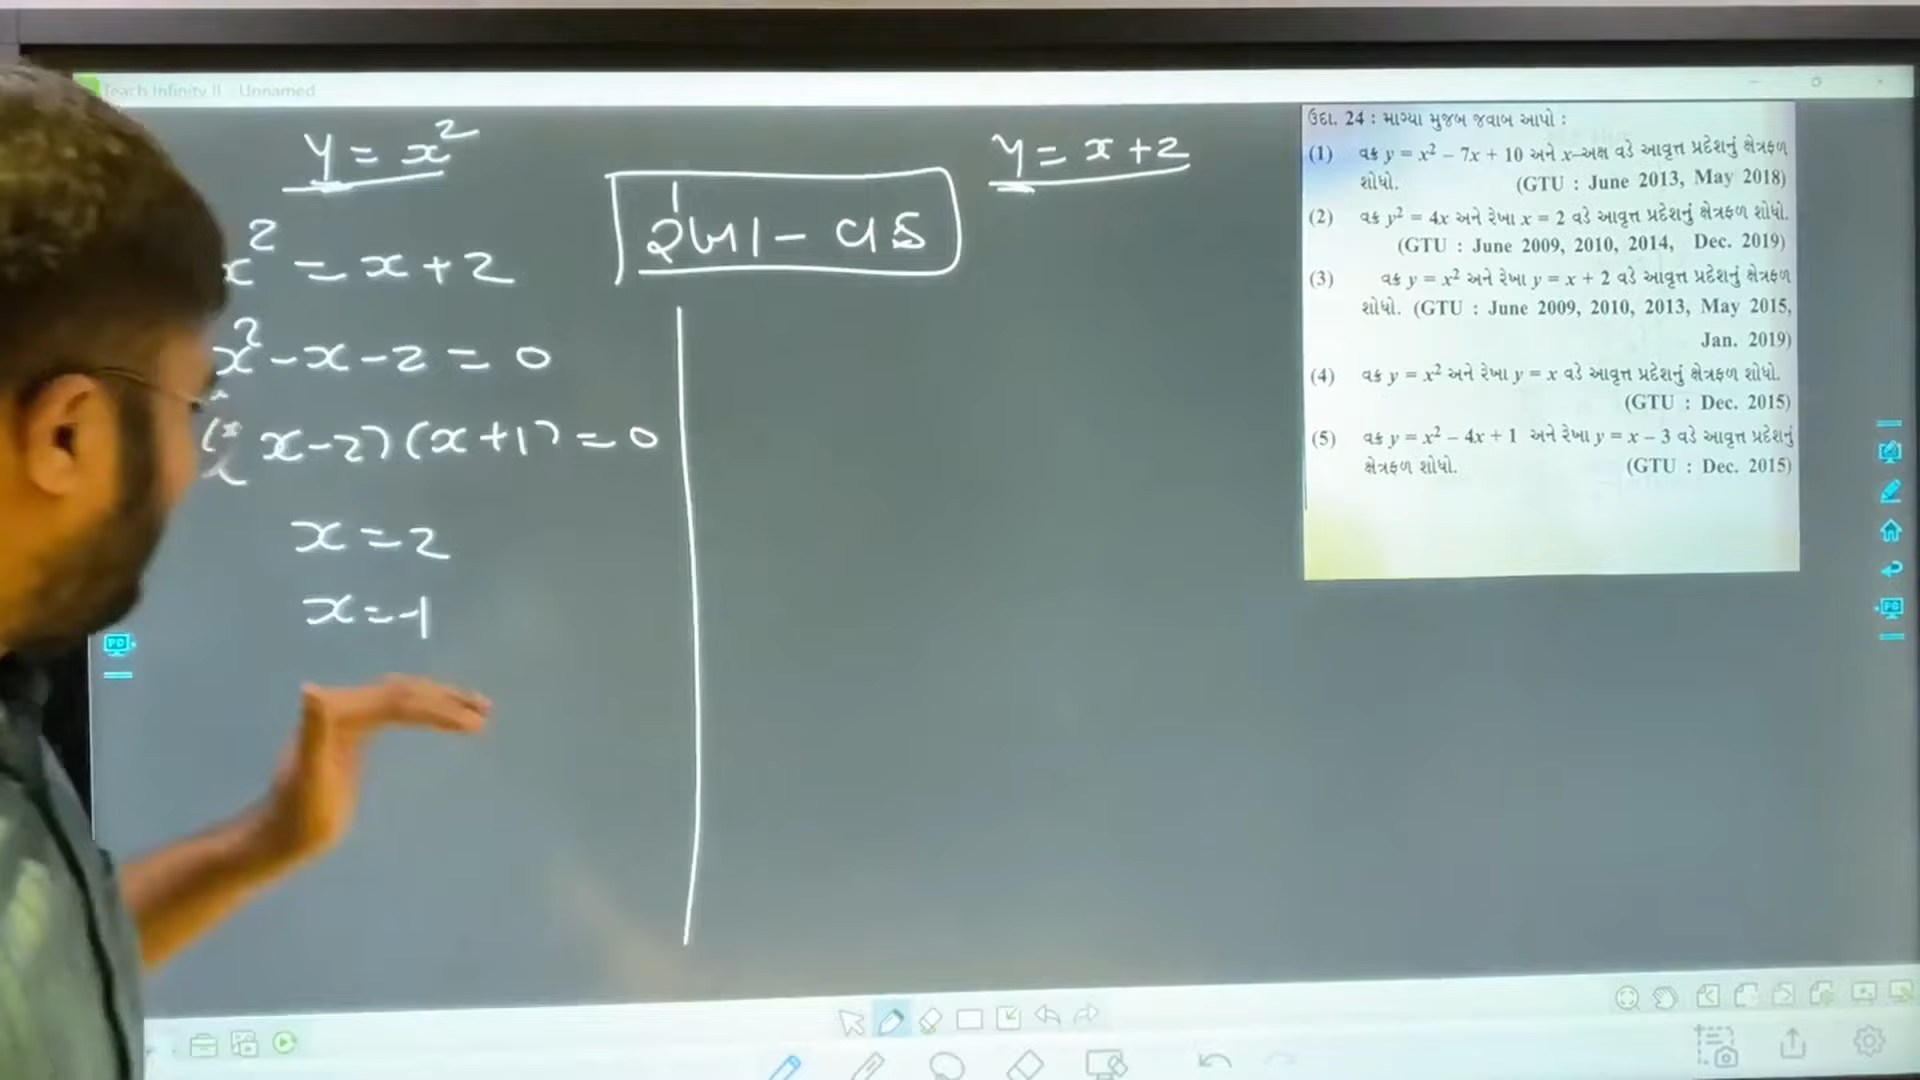 Teach Infinity II - Unnamed
y = x²
x² = x + 2
x² - x - 2 = 0
(x - 2) (x + 1) = 0
x = 2
x = -1
રેખા - વક્ર
y = x + 2
ઉદા. 24 : માગ્યા મુજબ જવાબ આપો :
(1) વક્ર y = x² – 7x + 10 અને x–અક્ષ વડે આવૃત્ત પ્રદેશનું ક્ષેત્રફળ
શોધો. (GTU : June 2013, May 2018)
(2) વક્ર y² = 4x અને રેખા x = 2 વડે આવૃત્ત પ્રદેશનું ક્ષેત્રફળ શોધો.
(GTU : June 2009, 2010, 2014, Dec. 2019)
(3) વક્ર y = x² અને રેખા y = x + 2 વડે આવૃત્ત પ્રદેશનું ક્ષેત્રફળ
શોધો. (GTU : June 2009, 2010, 2013, May 2015,
Jan. 2019)
(4) વક્ર y = x² અને રેખા y = x વડે આવૃત્ત પ્રદેશનું ક્ષેત્રફળ શોધો.
(GTU : Dec. 2015)
(5) વક્ર y = x² – 4x + 1 અને રેખા y = x – 3 વડે આવૃત્ત પ્રદેશનું
ક્ષેત્રફળ શોધો. (GTU : Dec. 2015)